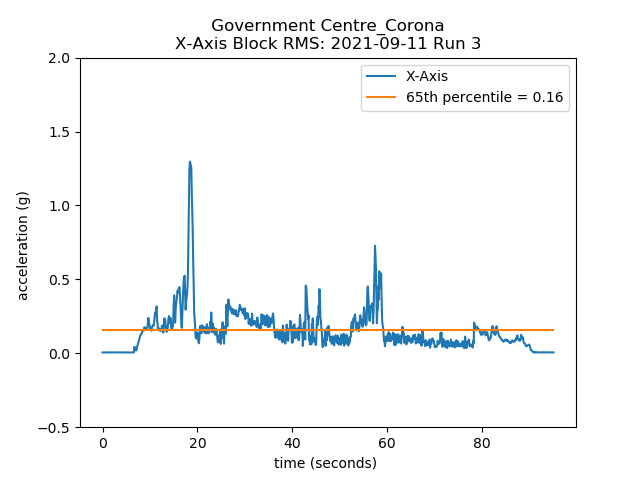 Government Centre_Corona
X-Axis Block RMS: 2021-09-11 Run 3
X-Axis
65th percentile = 0.16
acceleration (g)
2.0
1.5
1.0
0.5
0.0
−0.5
0 20 40 60 80
time (seconds)